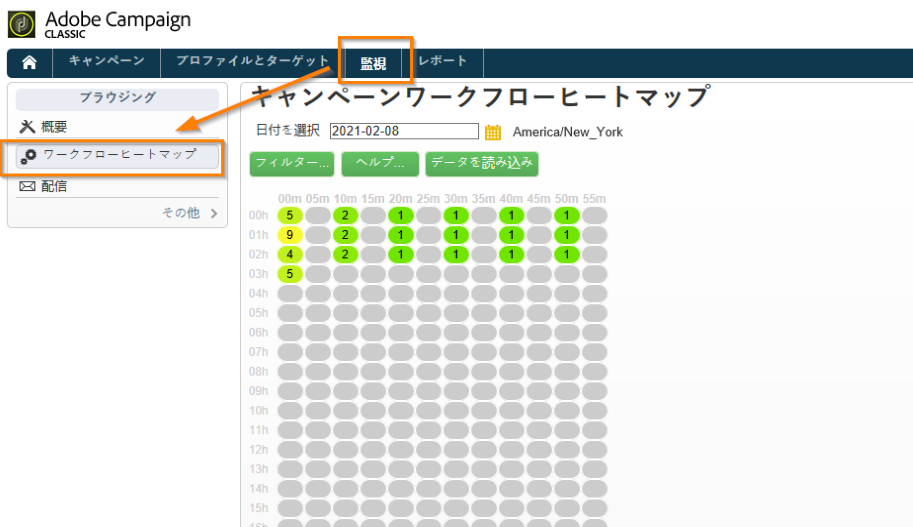 Adobe Campaign
CLASSIC
キャンペーン プロファイルとターゲット 監視 レポート
ブラウジング
概要
ワークフローヒートマップ
配信
その他
キャンペーンワークフローヒートマップ
日付を選択 2021-02-08 America/New_York
フィルター... ヘルプ... データを読み込み
00m 05m 10m 15m 20m 25m 30m 35m 40m 45m 50m 55m
00h 5 2 1 1 1 1
01h 9 2 1 1 1 1
02h 4 2 1 1 1 1
03h 5
04h
05h
06h
07h
08h
09h
10h
11h
12h
13h
14h
15h